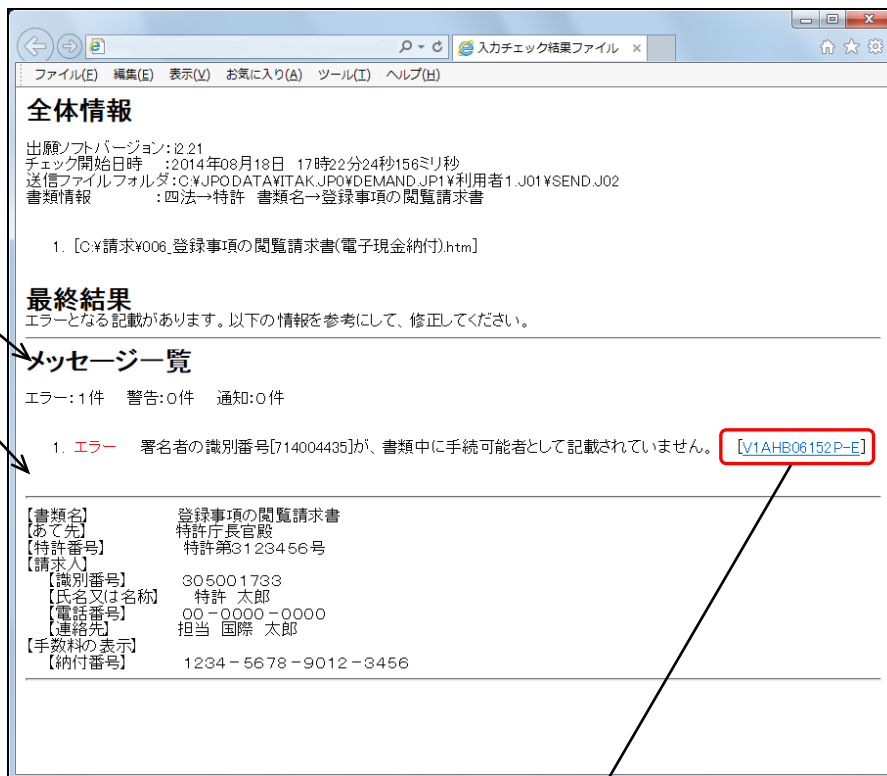 入力チェック結果ファイル ×
ファイル(F) 編集(E) 表示(V) お気に入り(A) ツール(T) ヘルプ(H)
全体情報
出願ソフトバージョン:i2.21
チェック開始日時 :2014年08月18日 17時22分24秒156ミリ秒
送信ファイルフォルダ:C:¥JPODATA¥ITAK.JP0¥DEMAND.JP1¥利用者1.J01¥SEND.J02
書類情報 :四法→特許 書類名→登録事項の閲覧請求書
1. [C:¥請求¥006_登録事項の閲覧請求書(電子現金納付).htm]
最終結果
エラーとなる記載があります。以下の情報を参考にして、修正してください。
メッセージ一覧
エラー:1件 警告:0件 通知:0件
1. エラー 署名者の識別番号[714004435]が、書類中に手続可能者として記載されていません。 [V1AHB06152P-E]
【書類名】 登録事項の閲覧請求書
【あて先】 特許庁長官殿
【特許番号】 特許第3123456号
【請求人】
【識別番号】 305001733
【氏名又は名称】 特許 太郎
【電話番号】 00-0000-0000
【連絡先】 担当 国際 太郎
【手数料の表示】
【納付番号】 1234-5678-9012-3456